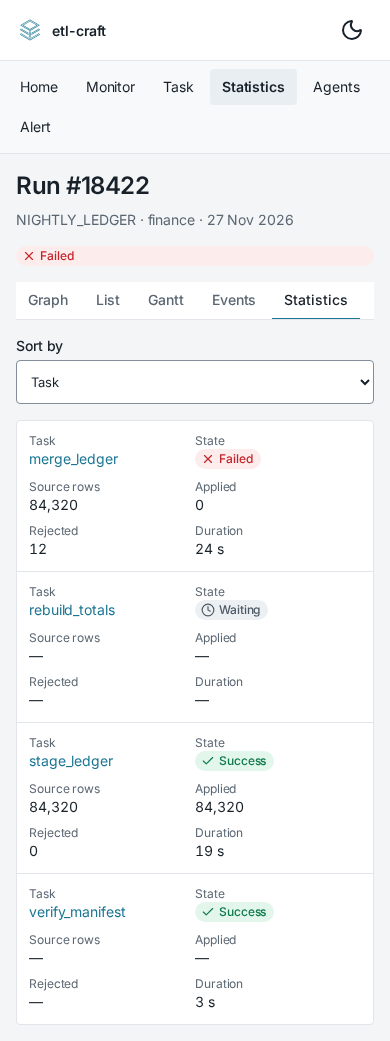 etl-craft
Home Monitor Task Statistics Agents
Alert
Run #18422
NIGHTLY_LEDGER · finance · 27 Nov 2026
Failed
Graph List Gantt Events Statistics
Sort by
Task
Task State
merge_ledger Failed
Source rows Applied
84,320 0
Rejected Duration
12 24 s
Task State
rebuild_totals Waiting
Source rows Applied
— —
Rejected Duration
— —
Task State
stage_ledger Success
Source rows Applied
84,320 84,320
Rejected Duration
0 19 s
Task State
verify_manifest Success
Source rows Applied
— —
Rejected Duration
— 3 s